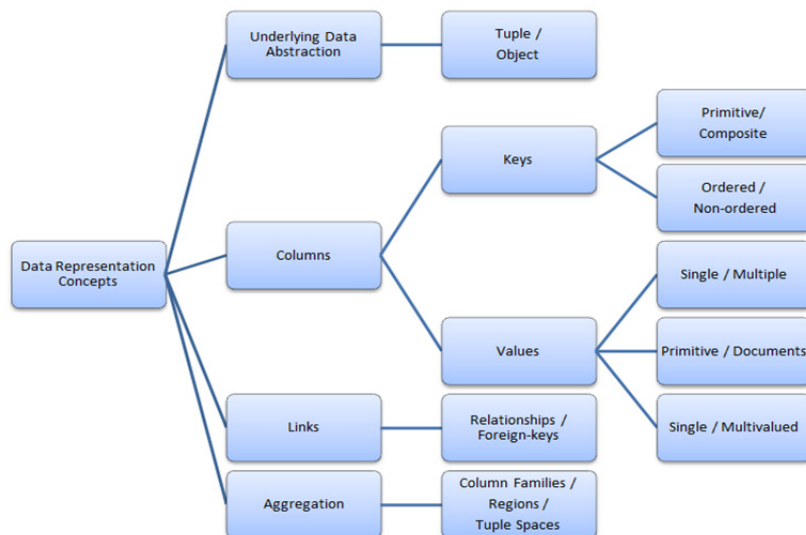 Underlying Data
Abstraction
Tuple /
Object
Primitive/
Composite
Keys
Ordered /
Non-ordered
Data Representation
Concepts
Columns
Single / Multiple
Values
Primitive / Documents
Single / Multivalued
Links
Relationships /
Foreign-keys
Aggregation
Column Families /
Regions /
Tuple Spaces